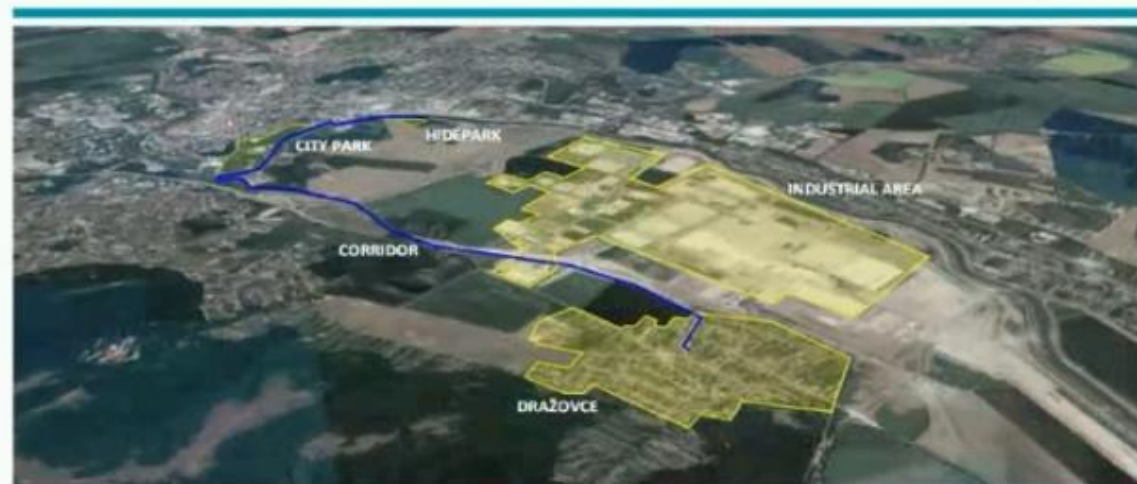 HIDEPARK
CITY PARK
INDUSTRIAL AREA
CORRIDOR
DRAŽOVCE